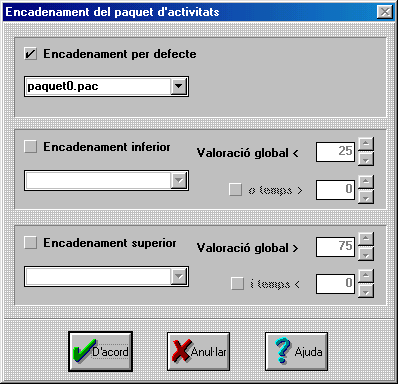 Encadenament del paquet d'activitats
Encadenament per defecte
paquet0.pac
Encadenament inferior
Valoració global < 25
o temps > 0
Encadenament superior
Valoració global > 75
i temps < 0
D'acord
Anul·lar
Ajuda